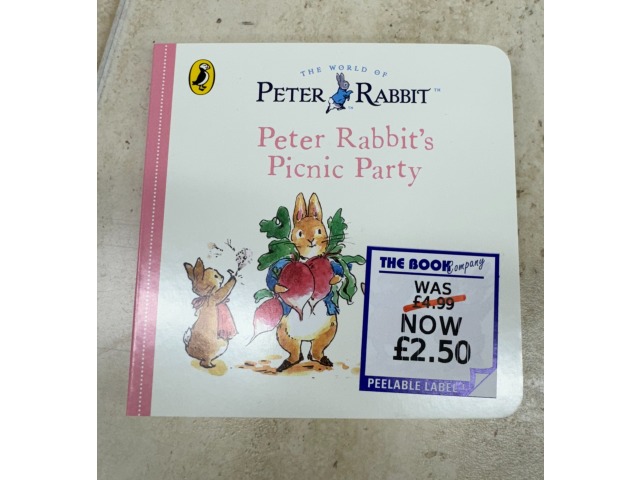 THE WORLD OF
PETER RABBIT™
Peter Rabbit's
Picnic Party
THE BOOK Company
WAS
£4.99
NOW
£2.50
PEELABLE LABEL